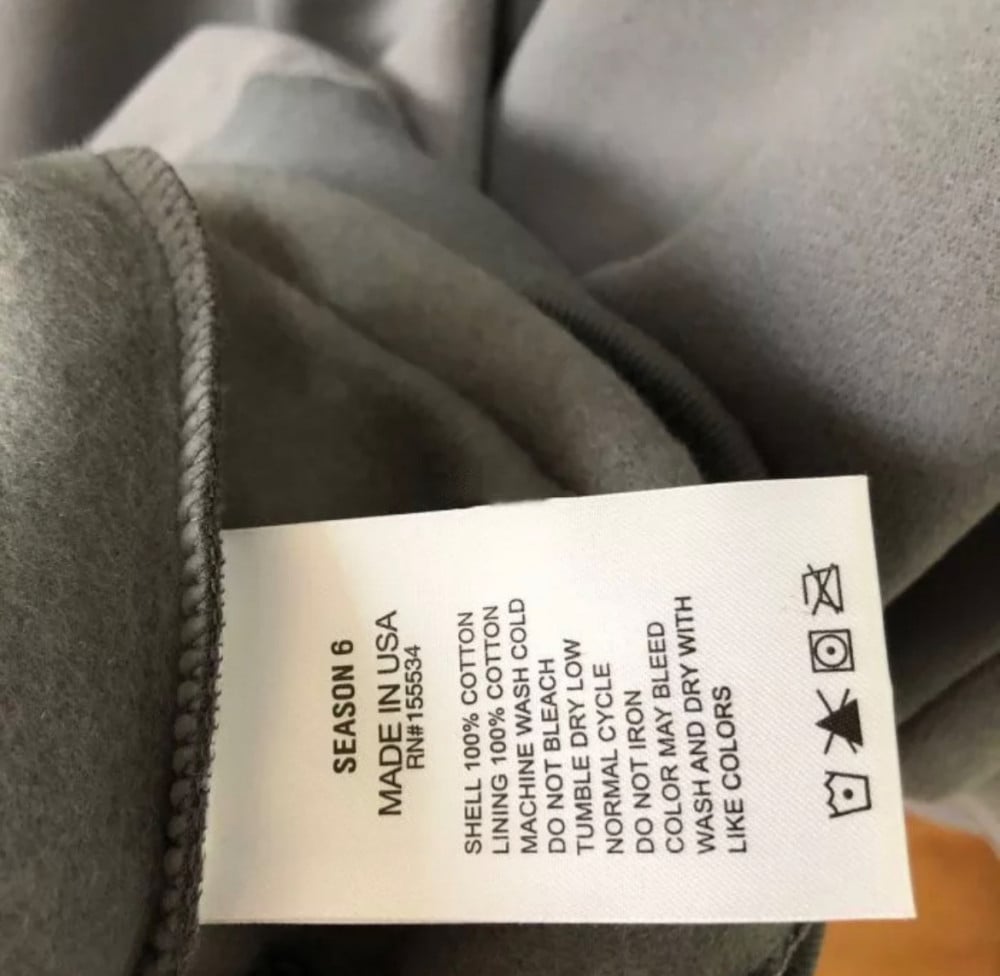 SEASON 6
MADE IN USA
RN#155534
SHELL 100% COTTON
LINING 100% COTTON
MACHINE WASH COLD
DO NOT BLEACH
TUMBLE DRY LOW
NORMAL CYCLE
DO NOT IRON
COLOR MAY BLEED
WASH AND DRY WITH
LIKE COLORS